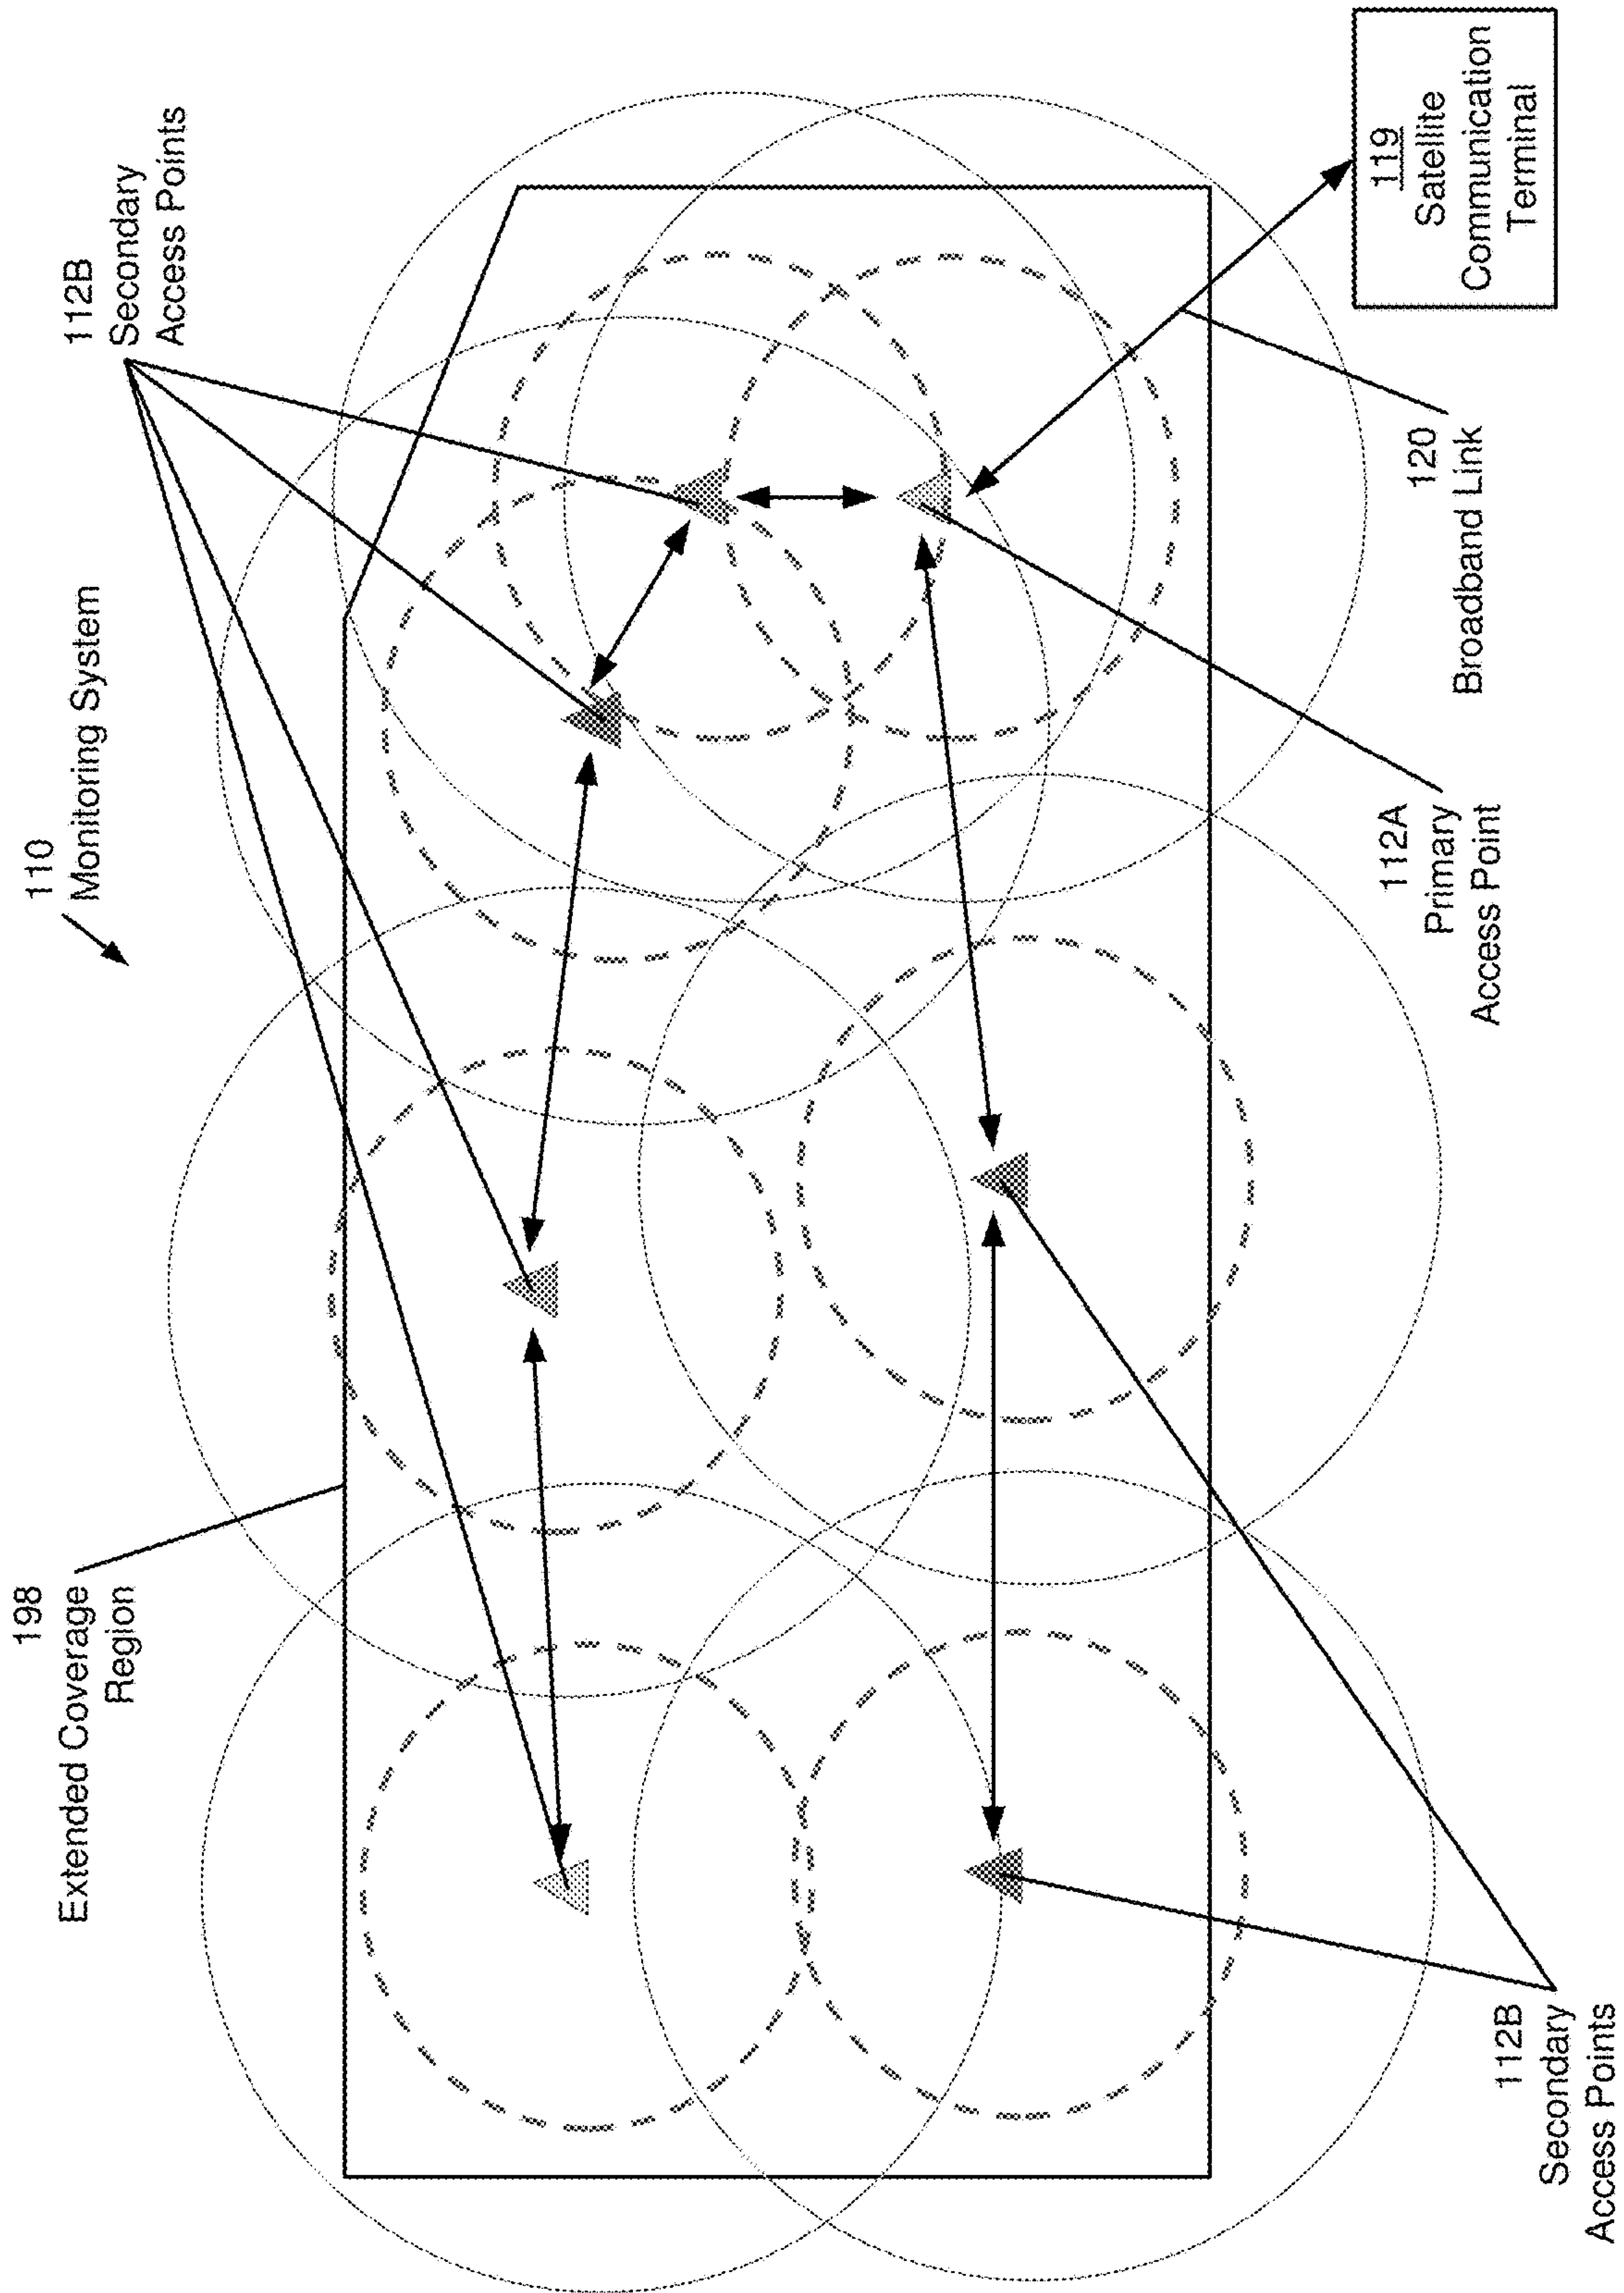 110
Monitoring System
198
Extended Coverage
Region
112B
Secondary
Access Points
112B
Secondary
Access Points
112A
Primary
Access Point
120
Broadband Link
119
Satellite
Communication
Terminal